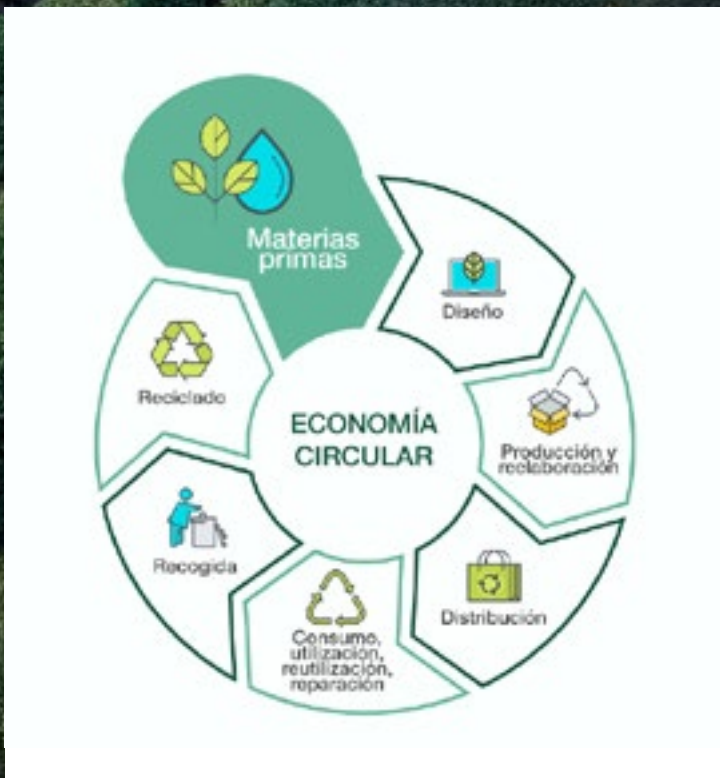 Materias
primas
Diseño
Producción y
reelaboración
Distribución
Consumo,
utilización,
reutilización,
reparación
Recogida
Reciclado
ECONOMÍA
CIRCULAR